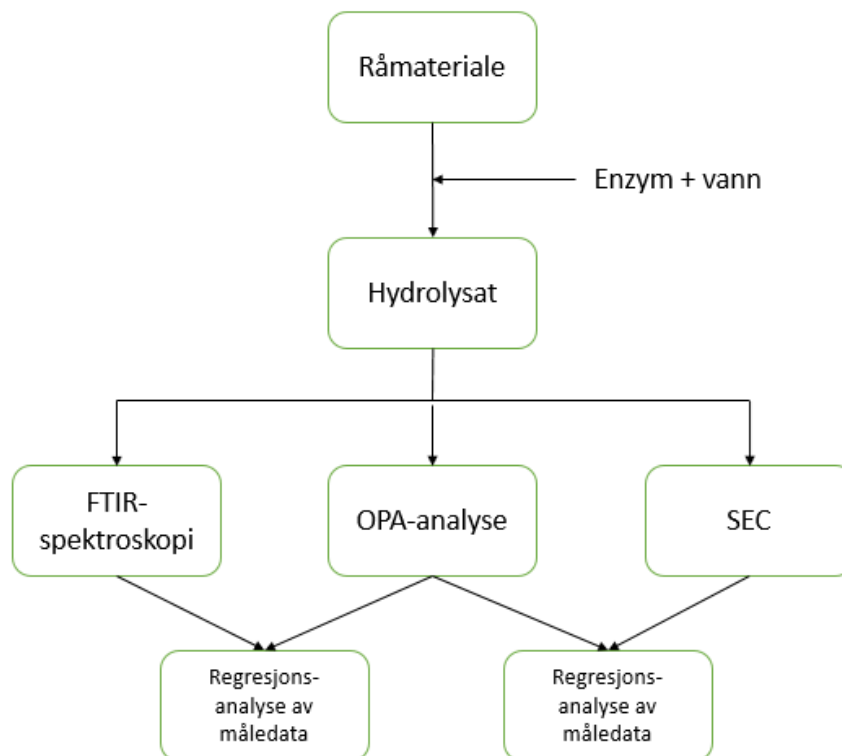 Råmateriale
Enzym + vann
Hydrolysat
FTIR-
spektroskopi
OPA-analyse
SEC
Regresjons-
analyse av
måledata
Regresjons-
analyse av
måledata